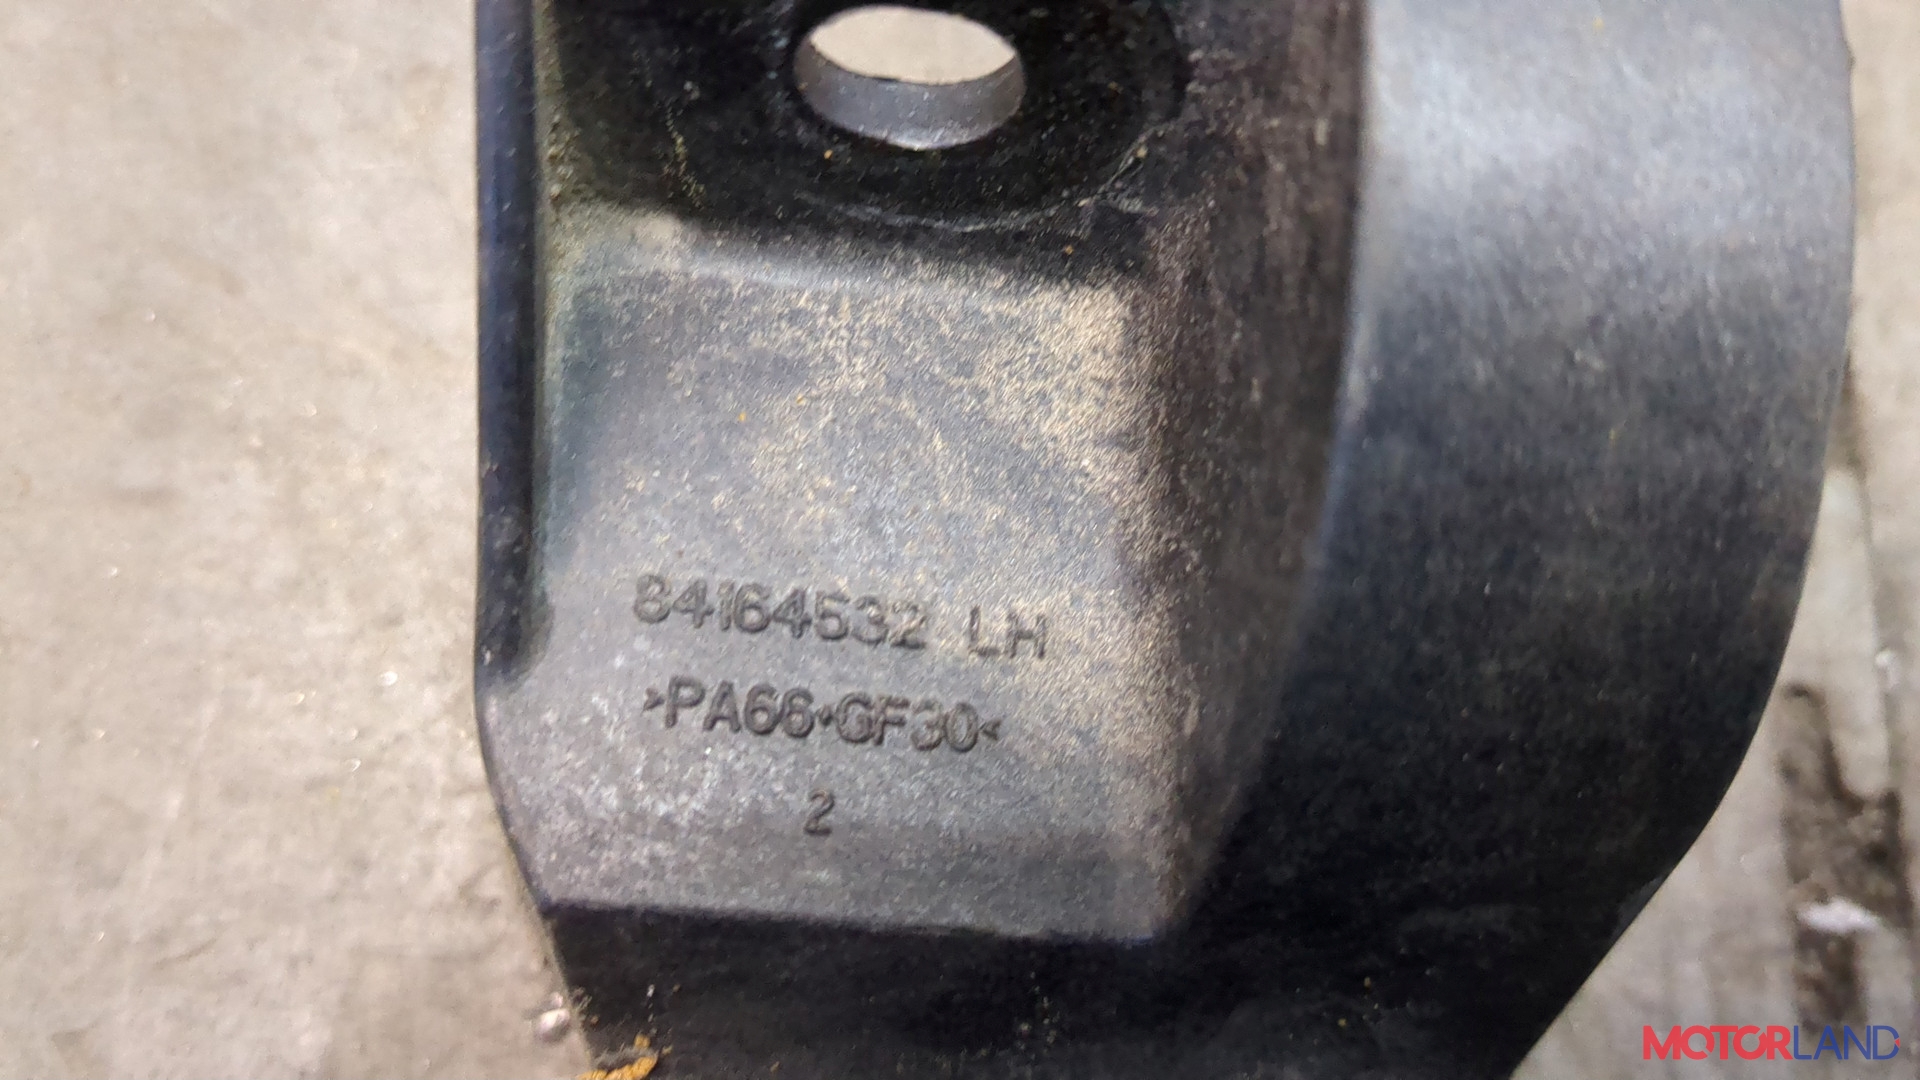 84164532 LH
>PA66+GF30<
2
MOTORLAND